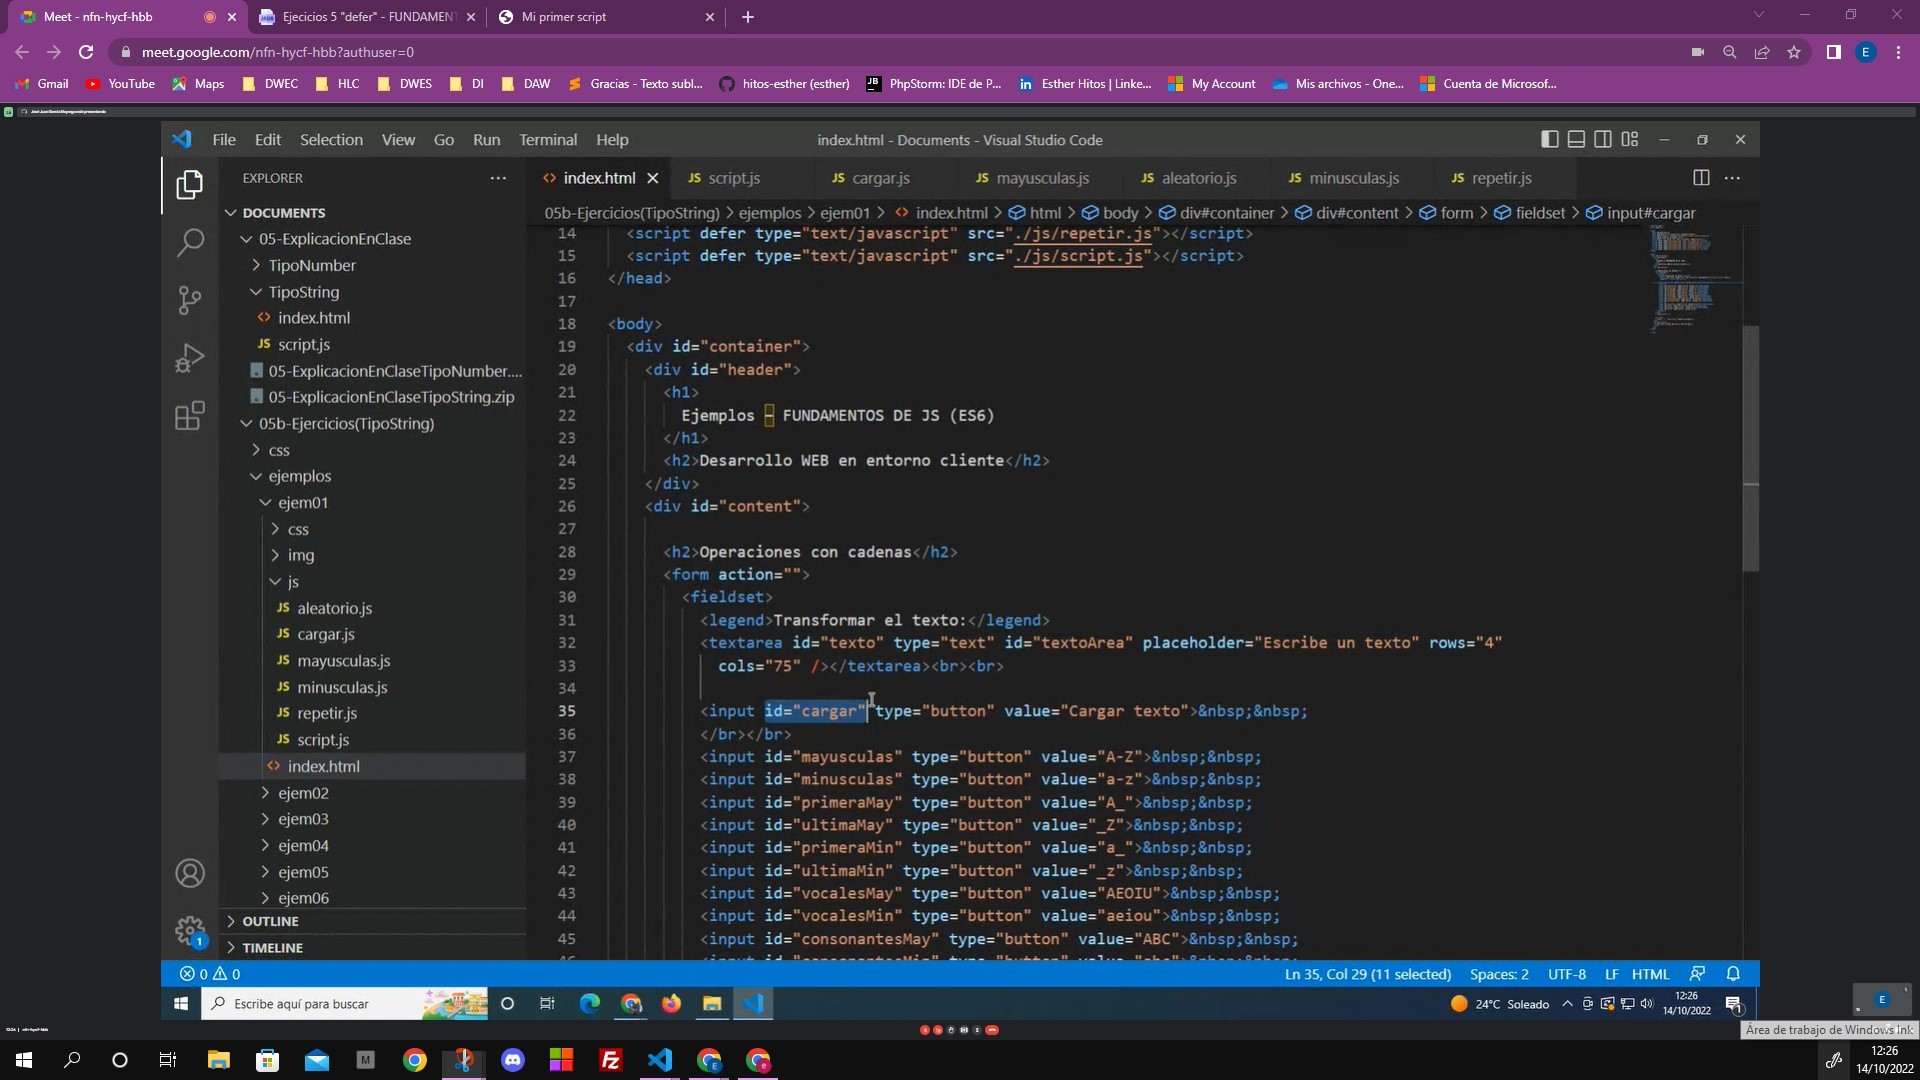 Meet - nfn-hycf-hbb
Ejecicios 5 "defer" - FUNDAMENT
Mi primer script
meet.google.com/nfn-hycf-hbb?authuser=0
E
Gmail
YouTube
Maps
DWEC
HLC
DWES
DI
DAW
Gracias - Texto subl...
hitos-esther (esther)
PhpStorm: IDE de P...
Esther Hitos | Linke...
My Account
Mis archivos - One...
Cuenta de Microsof...
File Edit Selection View Go Run Terminal Help
index.html - Documents - Visual Studio Code
EXPLORER
index.html
JS script.js
JS cargar.js
JS mayusculas.js
JS aleatorio.js
JS minusculas.js
JS repetir.js
05b-Ejercicios(TipoString) > ejemplos > ejem01 > index.html > html > body > div#container > div#content > form > fieldset > input#cargar
DOCUMENTS
05-ExplicacionEnClase
TipoNumber
TipoString
index.html
JS script.js
05-ExplicacionEnClaseTipoNumber....
05-ExplicacionEnClaseTipoString.zip
05b-Ejercicios(TipoString)
css
ejemplos
ejem01
css
img
js
JS aleatorio.js
JS cargar.js
JS mayusculas.js
JS minusculas.js
JS repetir.js
JS script.js
index.html
ejem02
ejem03
ejem04
ejem05
ejem06
OUTLINE
TIMELINE
1
14 <script defer type="text/javascript" src="./js/repetir.js"></script>
15 <script defer type="text/javascript" src="./js/script.js"></script>
16 </head>
17
18 <body>
19 <div id="container">
20 <div id="header">
21 <h1>
22 Ejemplos – FUNDAMENTOS DE JS (ES6)
23 </h1>
24 <h2>Desarrollo WEB en entorno cliente</h2>
25 </div>
26 <div id="content">
27
28 <h2>Operaciones con cadenas</h2>
29 <form action="">
30 <fieldset>
31 <legend>Transformar el texto:</legend>
32 <textarea id="texto" type="text" id="textoArea" placeholder="Escribe un texto" rows="4"
33 cols="75" /></textarea><br><br>
34
35 <input id="cargar" type="button" value="Cargar texto">&nbsp;&nbsp;
36 </br></br>
37 <input id="mayusculas" type="button" value="A-Z">&nbsp;&nbsp;
38 <input id="minusculas" type="button" value="a-z">&nbsp;&nbsp;
39 <input id="primeraMay" type="button" value="A_">&nbsp;&nbsp;
40 <input id="ultimaMay" type="button" value="_Z">&nbsp;&nbsp;
41 <input id="primeraMin" type="button" value="a_">&nbsp;&nbsp;
42 <input id="ultimaMin" type="button" value="_z">&nbsp;&nbsp;
43 <input id="vocalesMay" type="button" value="AEOIU">&nbsp;&nbsp;
44 <input id="vocalesMin" type="button" value="aeiou">&nbsp;&nbsp;
45 <input id="consonantesMay" type="button" value="ABC">&nbsp;&nbsp;
0 0
Ln 35, Col 29 (11 selected) Spaces: 2 UTF-8 LF HTML
Escribe aquí para buscar
24°C Soleado
12:26
14/10/2022
E
Área de trabajo de Windows Ink
12:26
14/10/2022